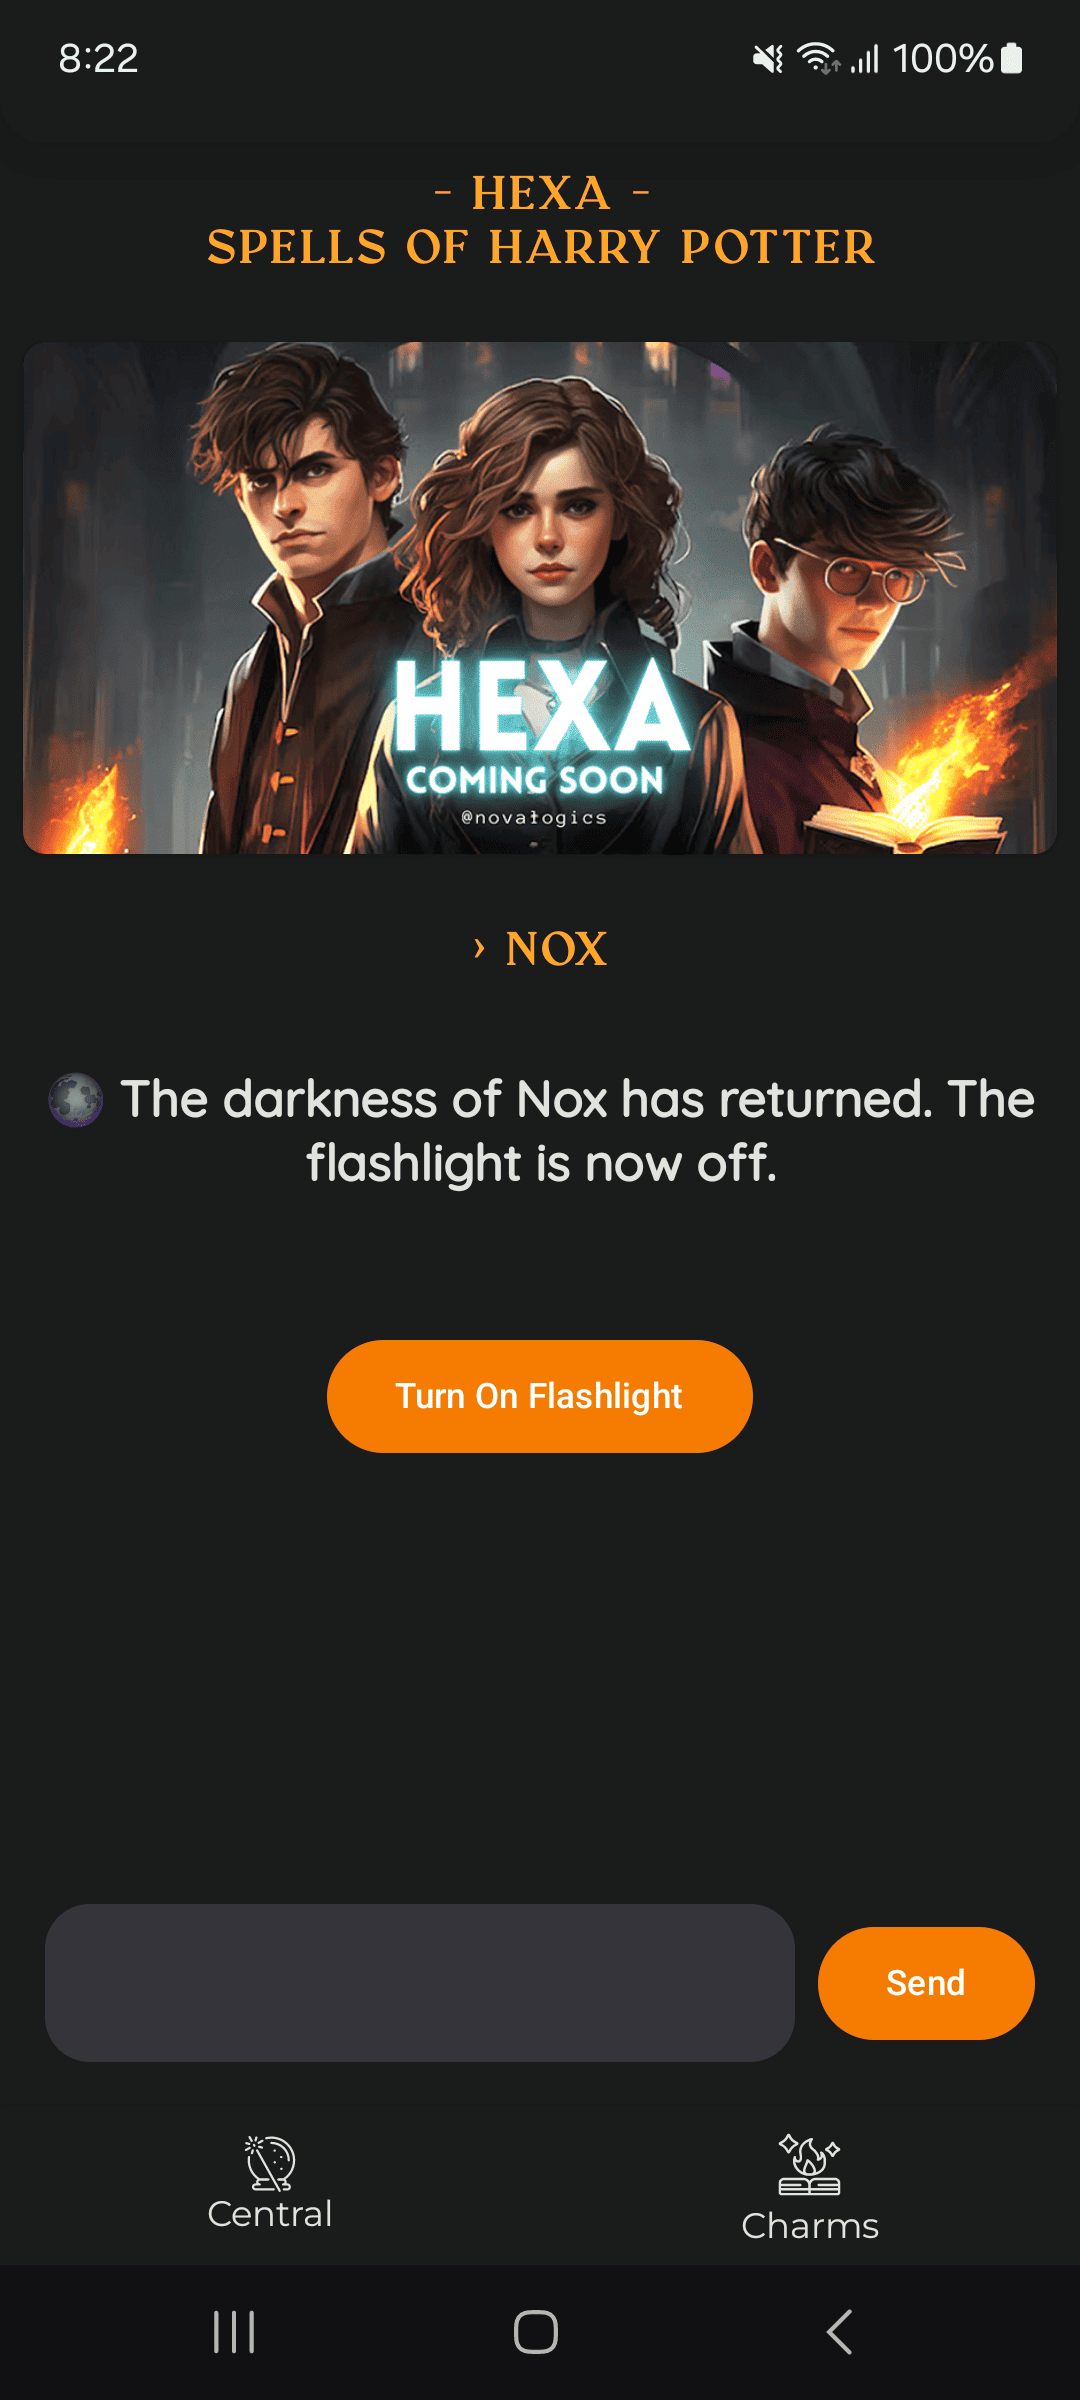 8:22 100%
- HEXA -
SPELLS OF HARRY POTTER
HEXA
COMING SOON
@novalogics
› NOX
The darkness of Nox has returned. The
flashlight is now off.
Turn On Flashlight
Send
Central
Charms